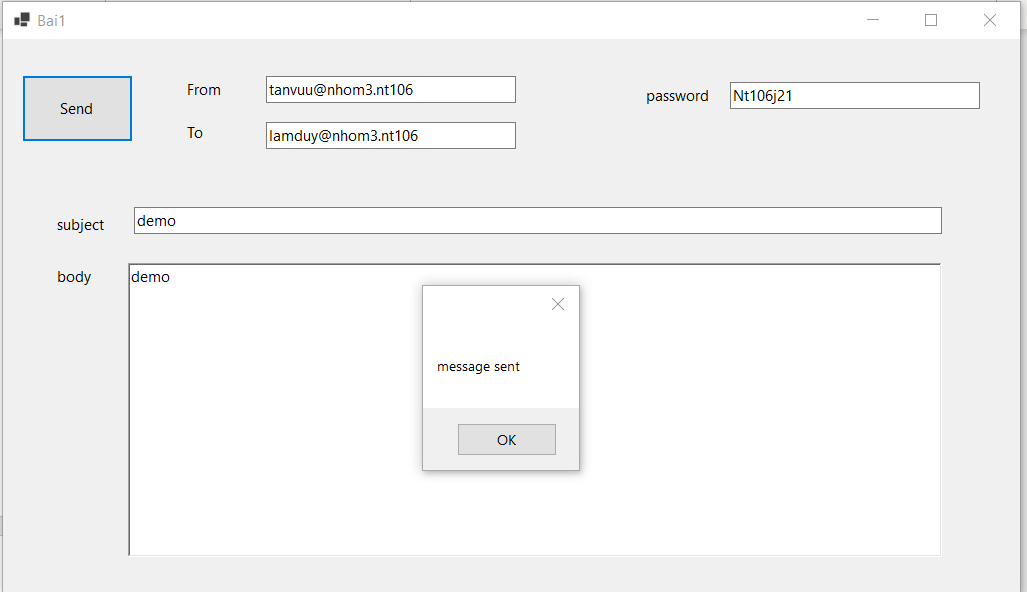 Bai1
Send
From
tanvuu@nhom3.nt106
password
Nt106j21
To
lamduy@nhom3.nt106
subject
demo
body
demo
message sent
OK